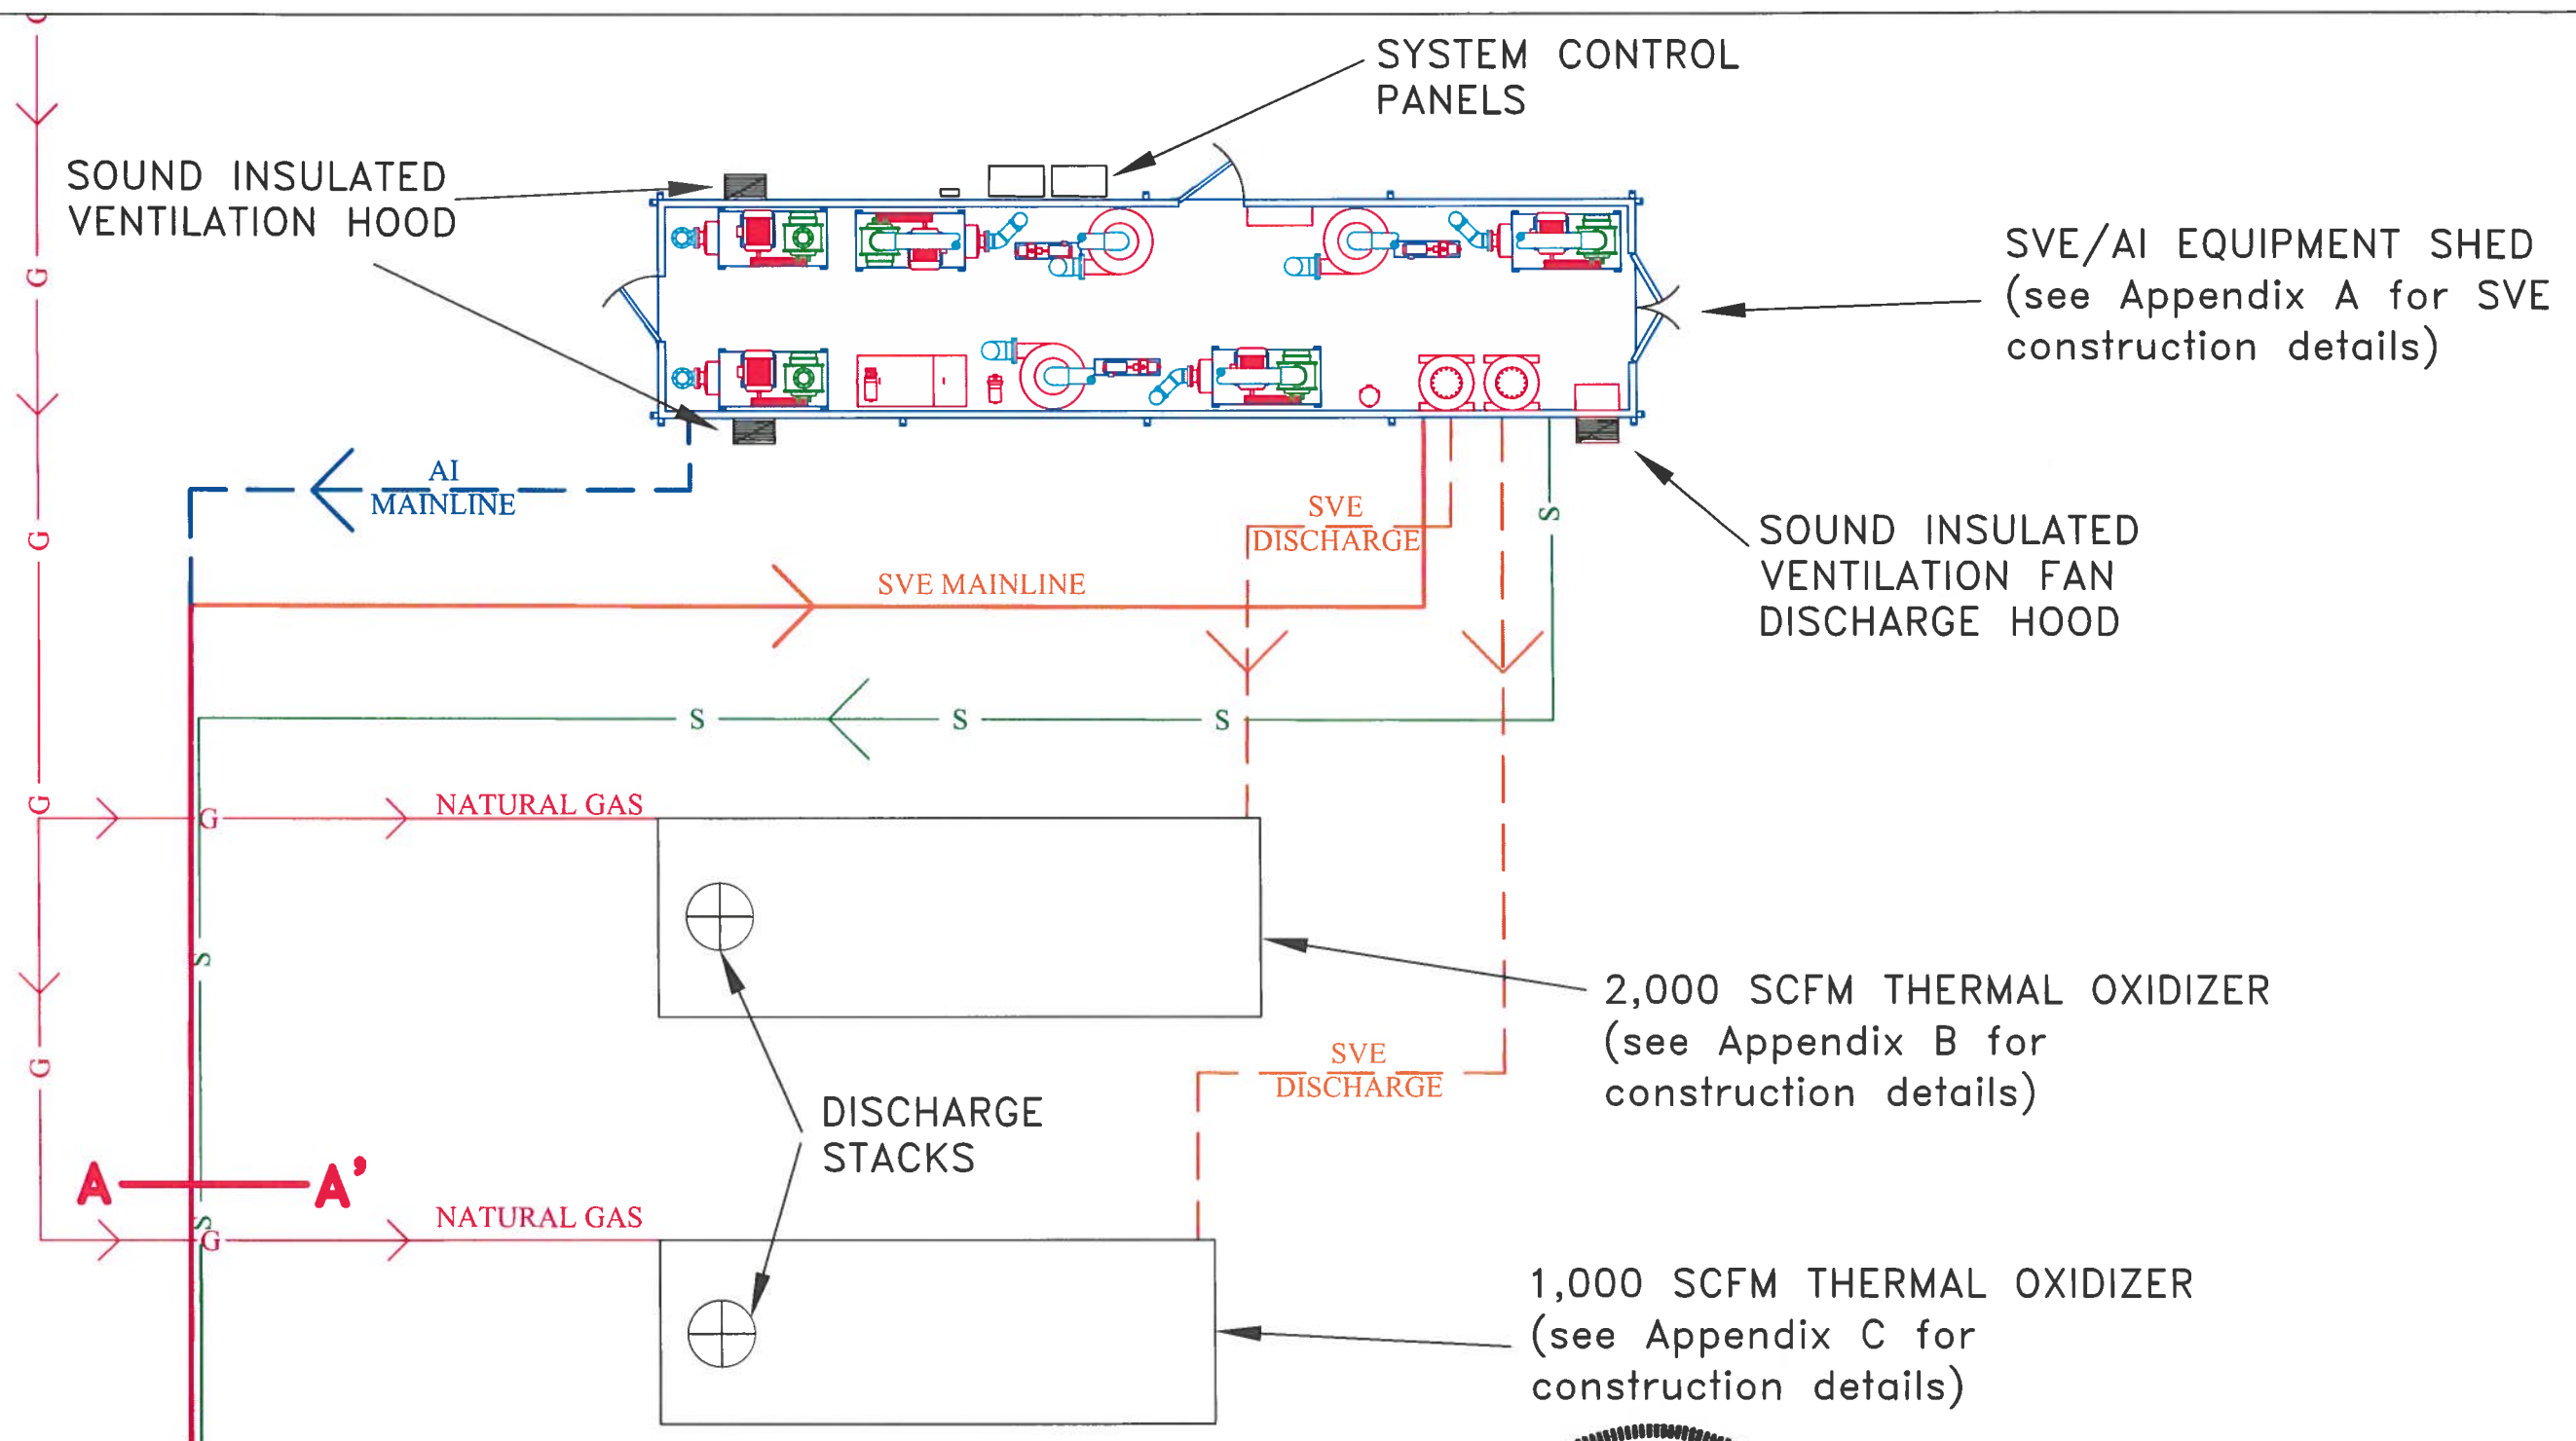 SYSTEM CONTROL
PANELS
SOUND INSULATED
VENTILATION HOOD
SVE/AI EQUIPMENT SHED
(see Appendix A for SVE
construction details)
G
G
AI
MAINLINE
SVE
DISCHARGE
S
SOUND INSULATED
VENTILATION FAN
DISCHARGE HOOD
SVE MAINLINE
S
S
S
G
G
NATURAL GAS
S
2,000 SCFM THERMAL OXIDIZER
(see Appendix B for
construction details)
G
SVE
DISCHARGE
DISCHARGE
STACKS
A
A'
S
G
NATURAL GAS
1,000 SCFM THERMAL OXIDIZER
(see Appendix C for
construction details)